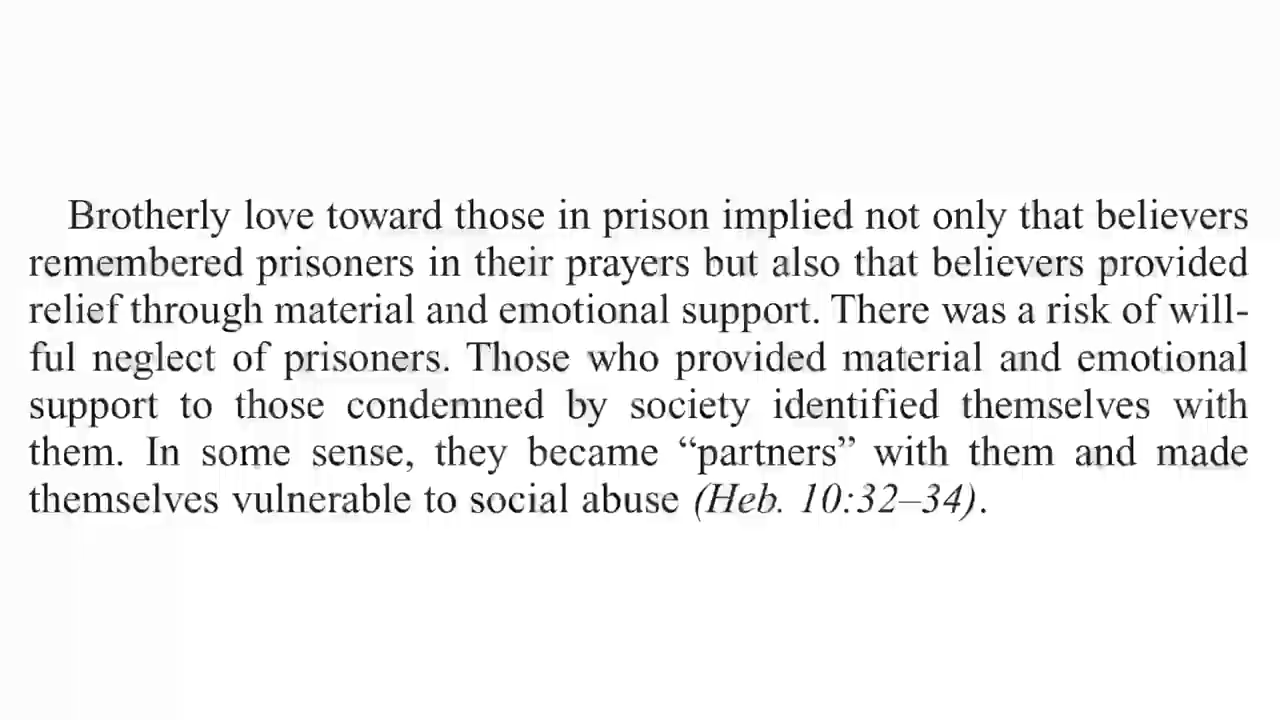 Brotherly love toward those in prison implied not only that believers
remembered prisoners in their prayers but also that believers provided
relief through material and emotional support. There was a risk of will-
ful neglect of prisoners. Those who provided material and emotional
support to those condemned by society identified themselves with
them. In some sense, they became “partners” with them and made
themselves vulnerable to social abuse (Heb. 10:32–34).